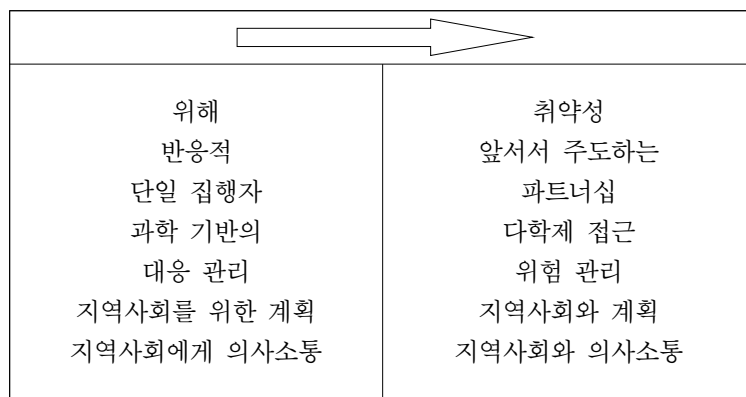 위해
반응적
단일 집행자
과학 기반의
대응 관리
지역사회를 위한 계획
지역사회에게 의사소통
취약성
앞서서 주도하는
파트너십
다학제 접근
위험 관리
지역사회와 계획
지역사회와 의사소통